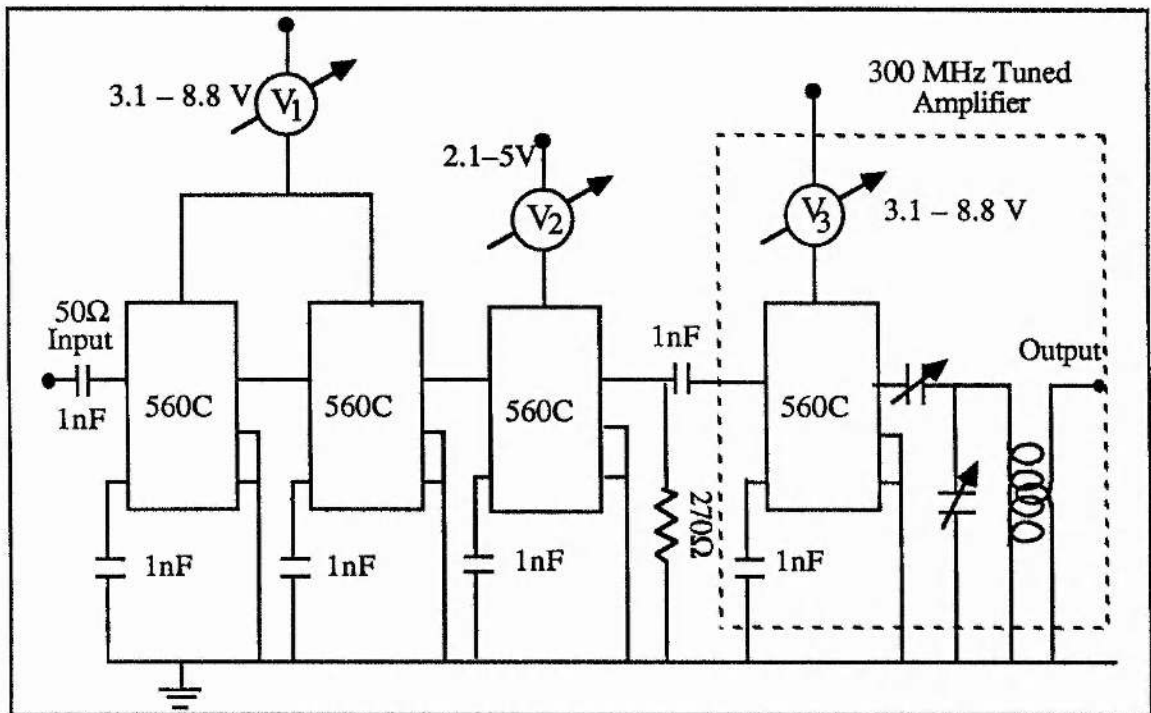 300 MHz Tuned
Amplifier
3.1 – 8.8 V
V1
2.1–5V
V2
V3
3.1 – 8.8 V
50Ω
Input
1nF
560C
560C
560C
1nF
560C
Output
270Ω
1nF
1nF
1nF
1nF